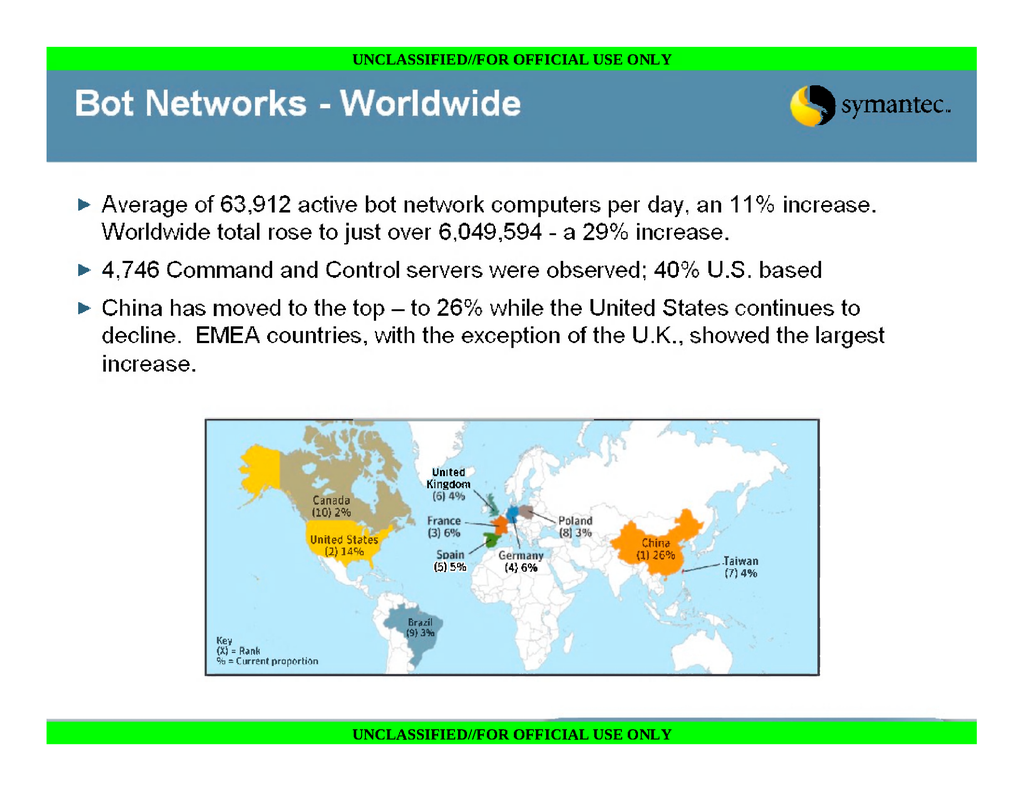 UNCLASSIFIED//FOR OFFICIAL USE ONLY
Bot Networks - Worldwide
symantec™
► Average of 63,912 active bot network computers per day, an 11% increase.
Worldwide total rose to just over 6,049,594 - a 29% increase.
► 4,746 Command and Control servers were observed; 40% U.S. based
► China has moved to the top – to 26% while the United States continues to
decline. EMEA countries, with the exception of the U.K., showed the largest
increase.
United
Kingdom
(6) 4%
Canada
(10) 2%
France
(3) 6%
Poland
(8) 3%
United States
(2) 14%
China
(1) 26%
Spain
(5) 5%
Germany
(4) 6%
Taiwan
(7) 4%
Brazil
(9) 3%
Key
(X) = Rank
% = Current proportion
UNCLASSIFIED//FOR OFFICIAL USE ONLY